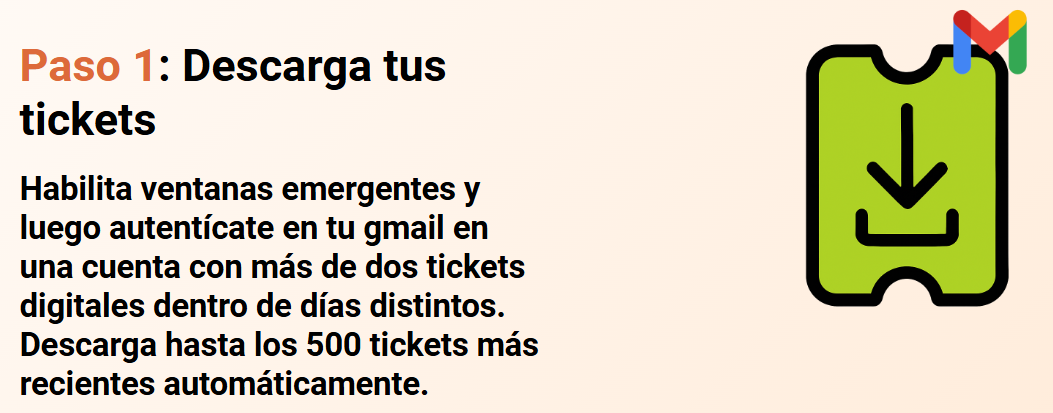 Paso 1: Descarga tus
tickets
Habilita ventanas emergentes y
luego autentícate en tu gmail en
una cuenta con más de dos tickets
digitales dentro de días distintos.
Descarga hasta los 500 tickets más
recientes automáticamente.